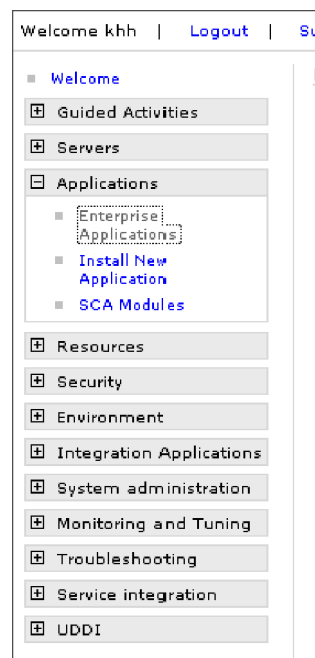 Welcome khh | Logout |
Welcome
Guided Activities
Servers
Applications
Enterprise
Applications
Install New
Application
SCA Modules
Resources
Security
Environment
Integration Applications
System administration
Monitoring and Tuning
Troubleshooting
Service integration
UDDI